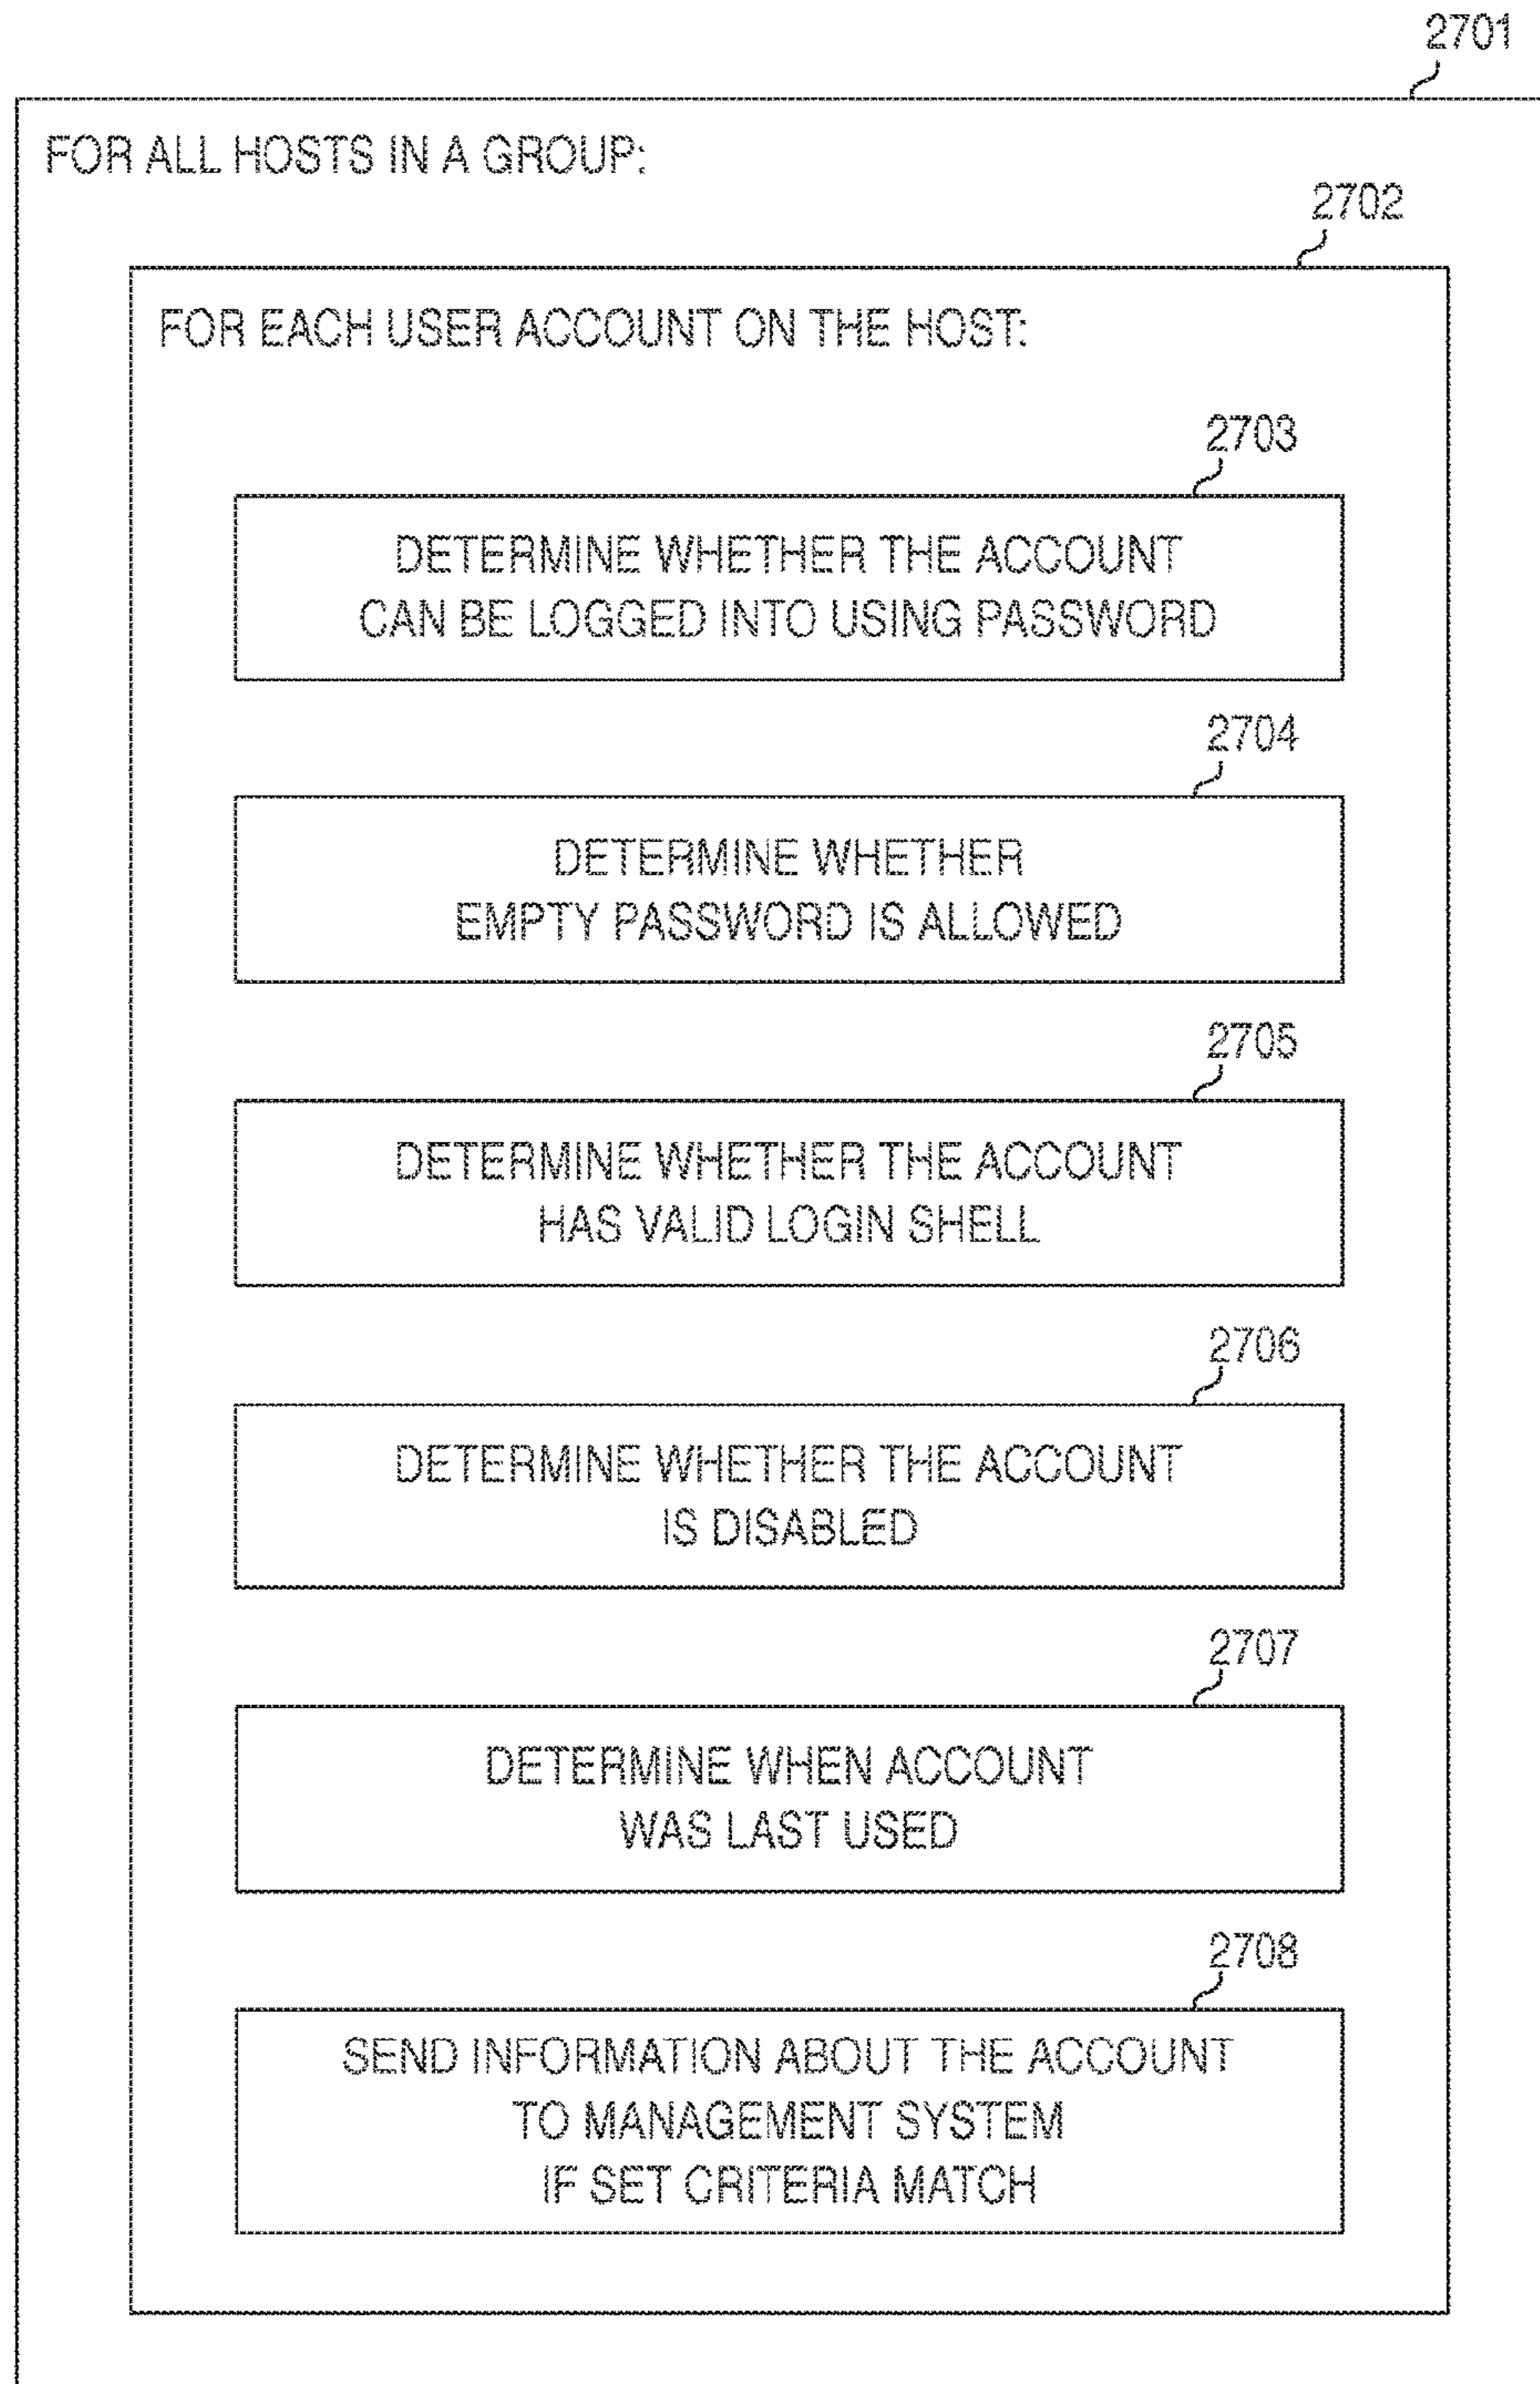 2701
FOR ALL HOSTS IN A GROUP:
2702
FOR EACH USER ACCOUNT ON THE HOST:
2703
DETERMINE WHETHER THE ACCOUNT
CAN BE LOGGED INTO USING PASSWORD
2704
DETERMINE WHETHER
EMPTY PASSWORD IS ALLOWED
2705
DETERMINE WHETHER THE ACCOUNT
HAS VALID LOGIN SHELL
2706
DETERMINE WHETHER THE ACCOUNT
IS DISABLED
2707
DETERMINE WHEN ACCOUNT
WAS LAST USED
2708
SEND INFORMATION ABOUT THE ACCOUNT
TO MANAGEMENT SYSTEM
IF SET CRITERIA MATCH